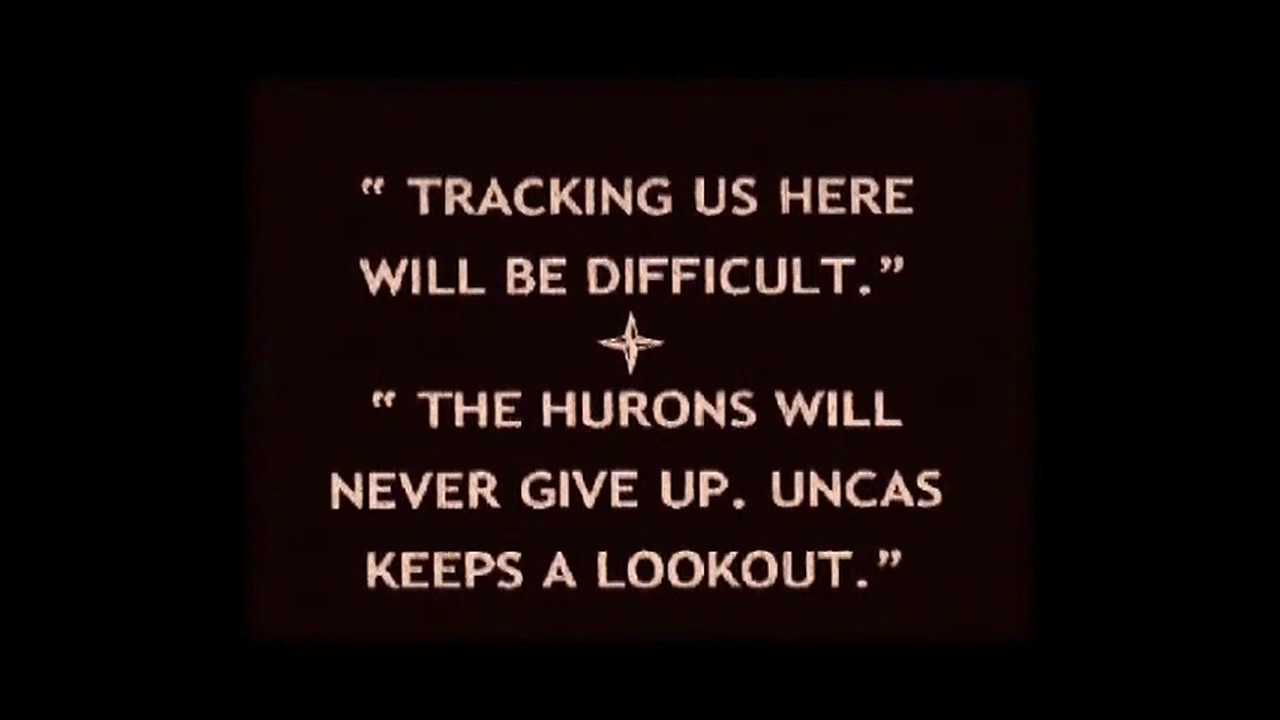 “ TRACKING US HERE
WILL BE DIFFICULT.”
“ THE HURONS WILL
NEVER GIVE UP. UNCAS
KEEPS A LOOKOUT.”